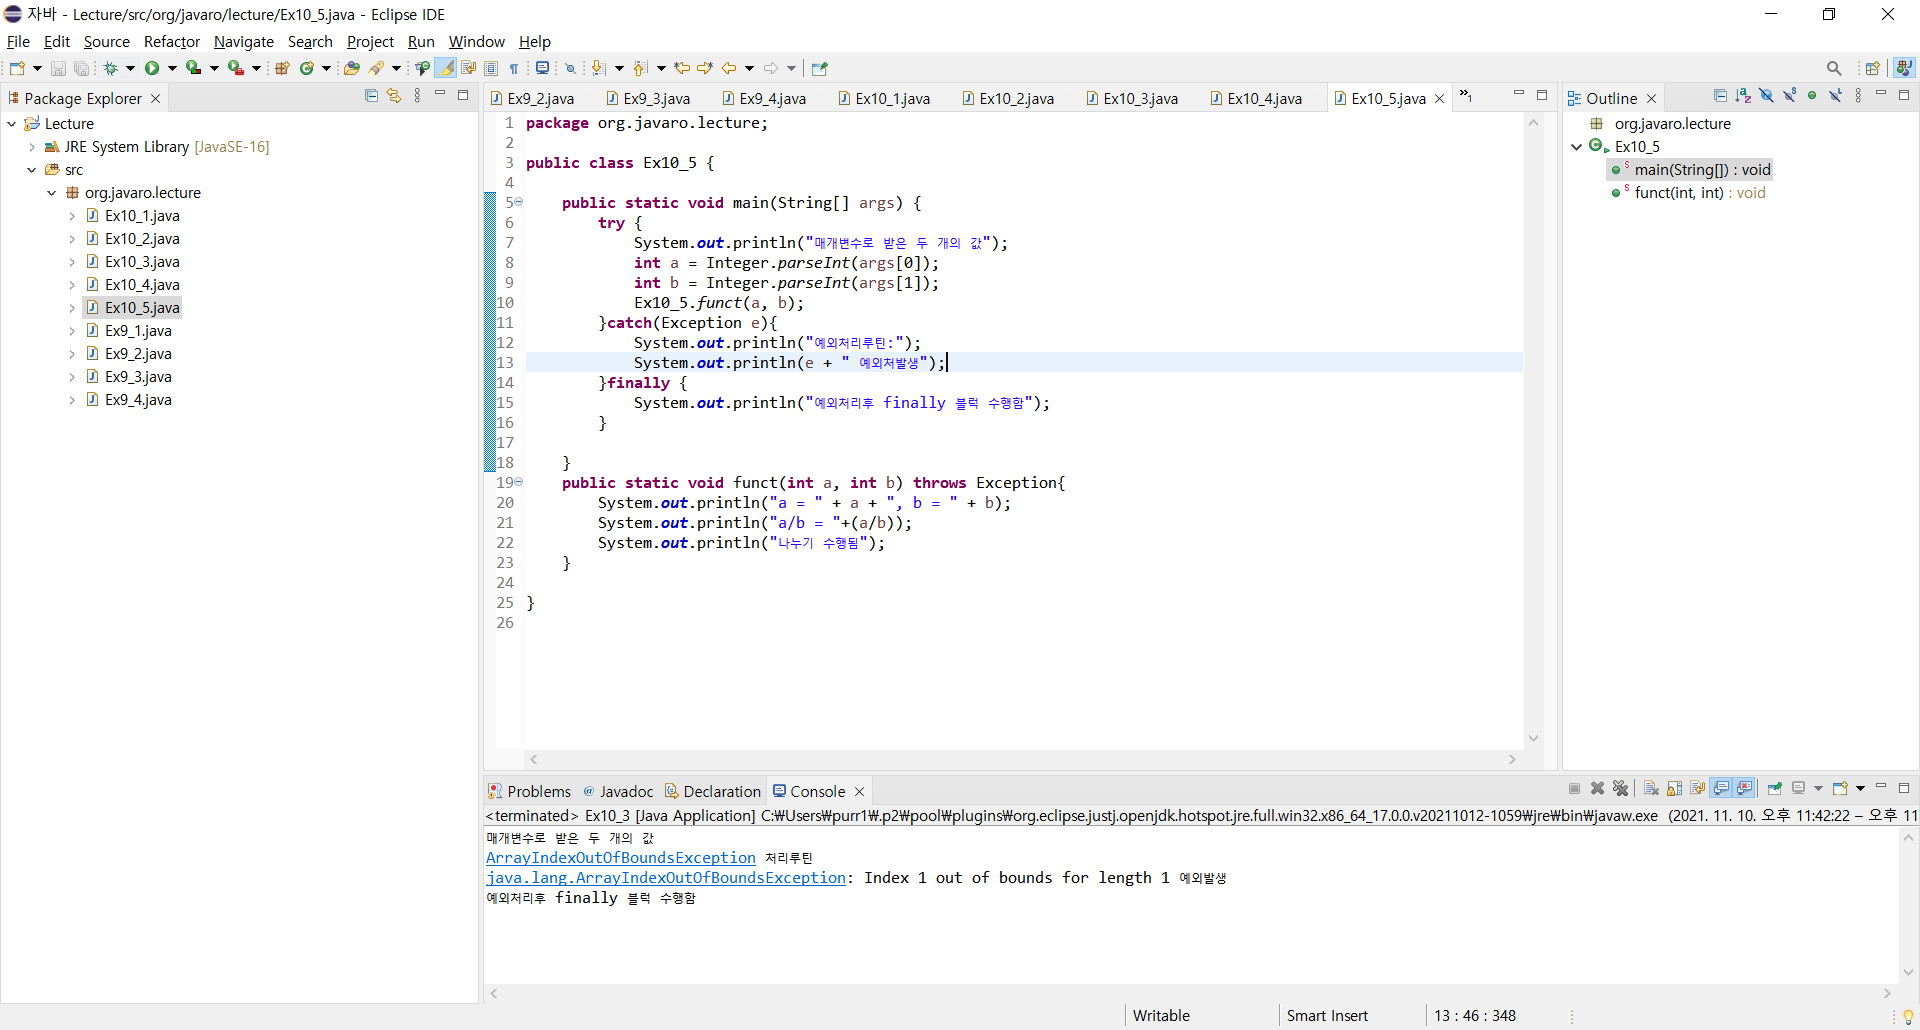 자바 - Lecture/src/org/javaro/lecture/Ex10_5.java - Eclipse IDE
File Edit Source Refactor Navigate Search Project Run Window Help
Package Explorer
Lecture
JRE System Library [JavaSE-16]
src
org.javaro.lecture
Ex10_1.java
Ex10_2.java
Ex10_3.java
Ex10_4.java
Ex10_5.java
Ex9_1.java
Ex9_2.java
Ex9_3.java
Ex9_4.java
Ex9_2.java Ex9_3.java Ex9_4.java Ex10_1.java Ex10_2.java Ex10_3.java Ex10_4.java Ex10_5.java »1
1 package org.javaro.lecture;
2
3 public class Ex10_5 {
4
5 public static void main(String[] args) {
6 try {
7 System.out.println("매개변수로 받은 두 개의 값");
8 int a = Integer.parseInt(args[0]);
9 int b = Integer.parseInt(args[1]);
10 Ex10_5.funct(a, b);
11 }catch(Exception e){
12 System.out.println("예외처리루틴:");
13 System.out.println(e + " 예외처발생");
14 }finally {
15 System.out.println("예외처리후 finally 블럭 수행함");
16 }
17
18 }
19 public static void funct(int a, int b) throws Exception{
20 System.out.println("a = " + a + ", b = " + b);
21 System.out.println("a/b = "+(a/b));
22 System.out.println("나누기 수행됨");
23 }
24
25 }
26
Outline
org.javaro.lecture
Ex10_5
main(String[]) : void
funct(int, int) : void
Problems @ Javadoc Declaration Console
<terminated> Ex10_3 [Java Application] C:₩Users₩purr1₩.p2₩pool₩plugins₩org.eclipse.justj.openjdk.hotspot.jre.full.win32.x86_64_17.0.0.v20211012-1059₩jre₩bin₩javaw.exe (2021. 11. 10. 오후 11:42:22 – 오후 11
매개변수로 받은 두 개의 값
ArrayIndexOutOfBoundsException 처리루틴
java.lang.ArrayIndexOutOfBoundsException: Index 1 out of bounds for length 1 예외발생
예외처리후 finally 블럭 수행함
Writable Smart Insert 13 : 46 : 348